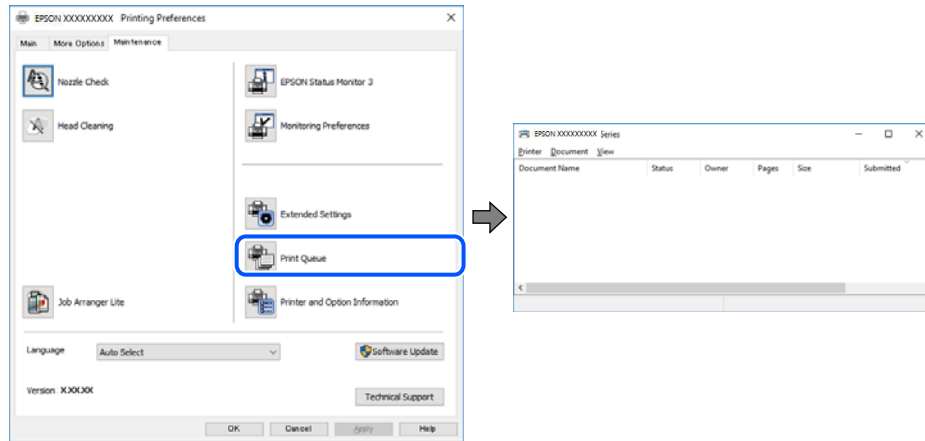 EPSON XXXXXXXXX Printing Preferences
Main More Options Maintenance
Nozzle Check
EPSON Status Monitor 3
Head Cleaning
Monitoring Preferences
Extended Settings
Print Queue
Job Arranger Lite
Printer and Option Information
Language Auto Select
Software Update
Version X.XX.XX
Technical Support
OK Cancel Apply Help
EPSON XXXXXXXXX Series
Printer Document View
Document Name Status Owner Pages Size Submitted